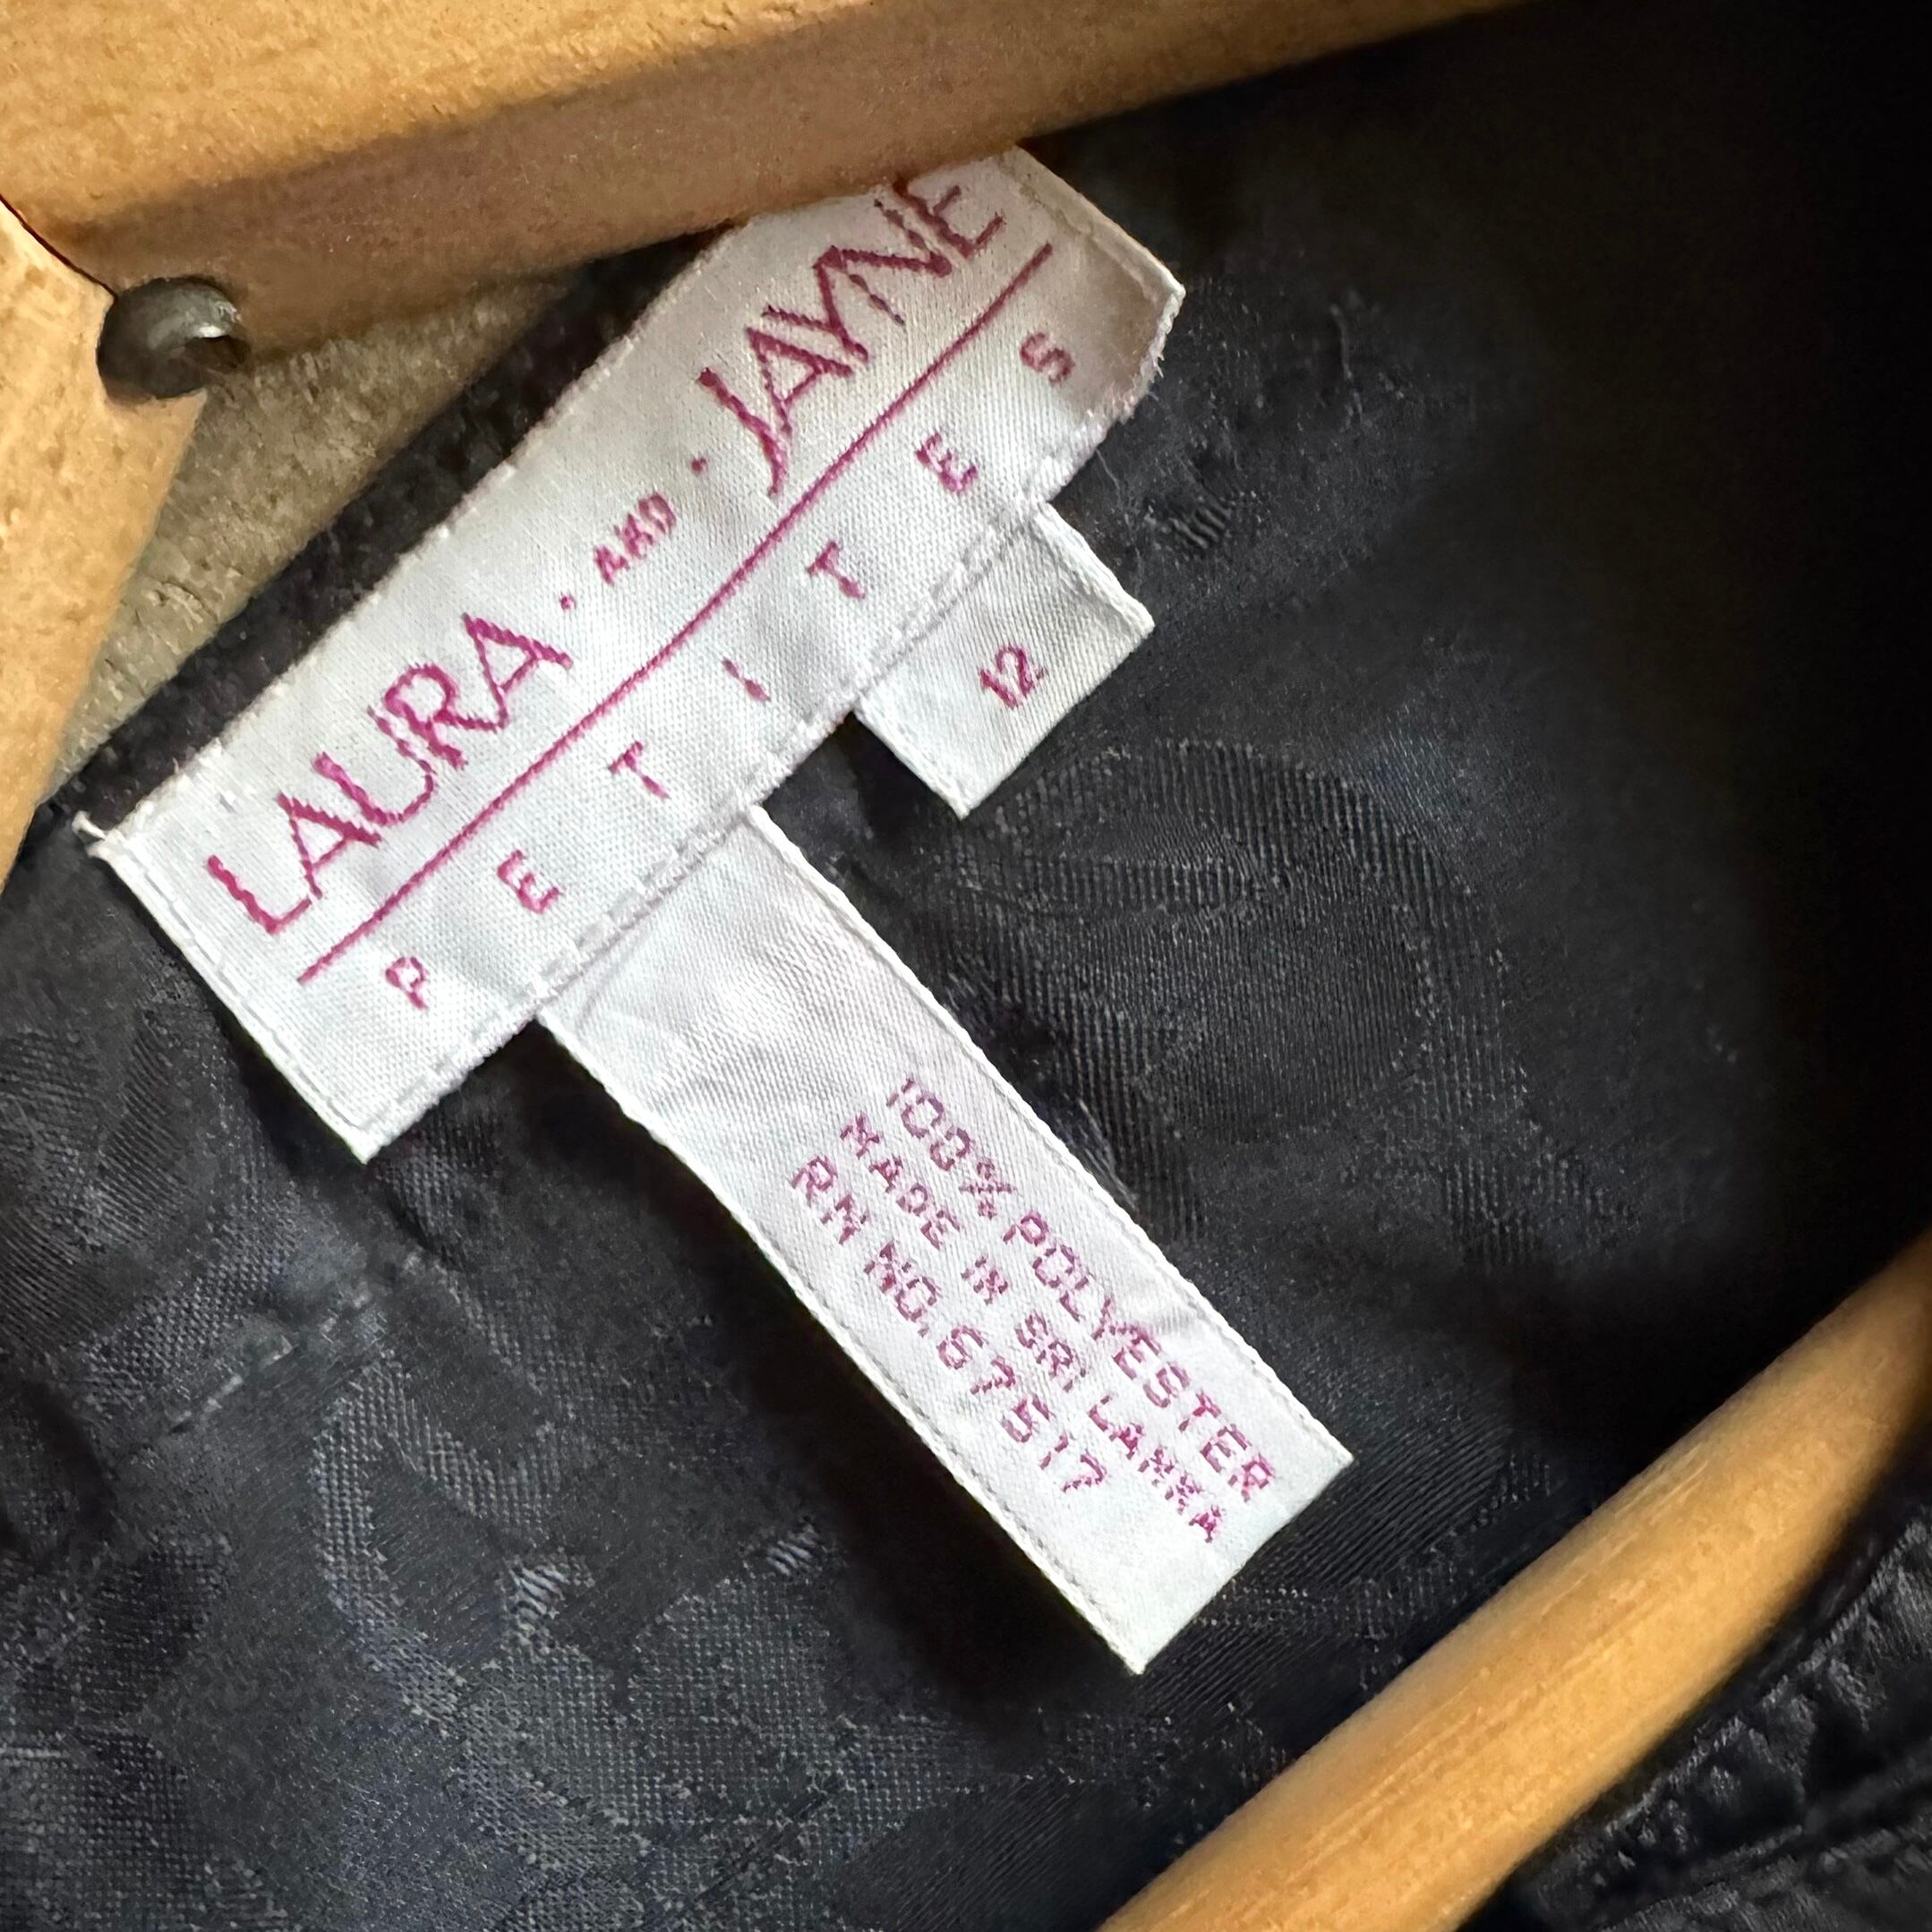 LAURA · AND · JAYNE
PETITES
12
100% POLYESTER
MADE IN SRI LANKA
RN NO. 67517